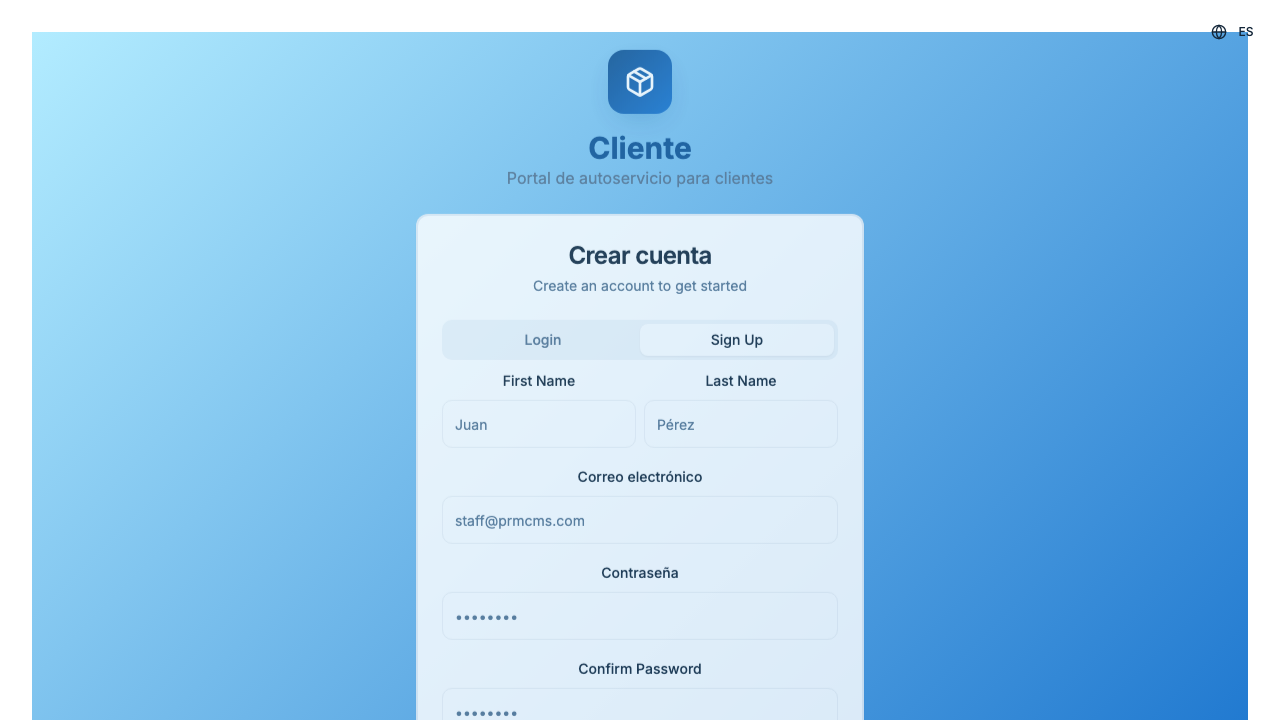 ES
Cliente
Portal de autoservicio para clientes
Crear cuenta
Create an account to get started
Login Sign Up
First Name Last Name
Juan Pérez
Correo electrónico
staff@prmcms.com
Contraseña
••••••••
Confirm Password
••••••••